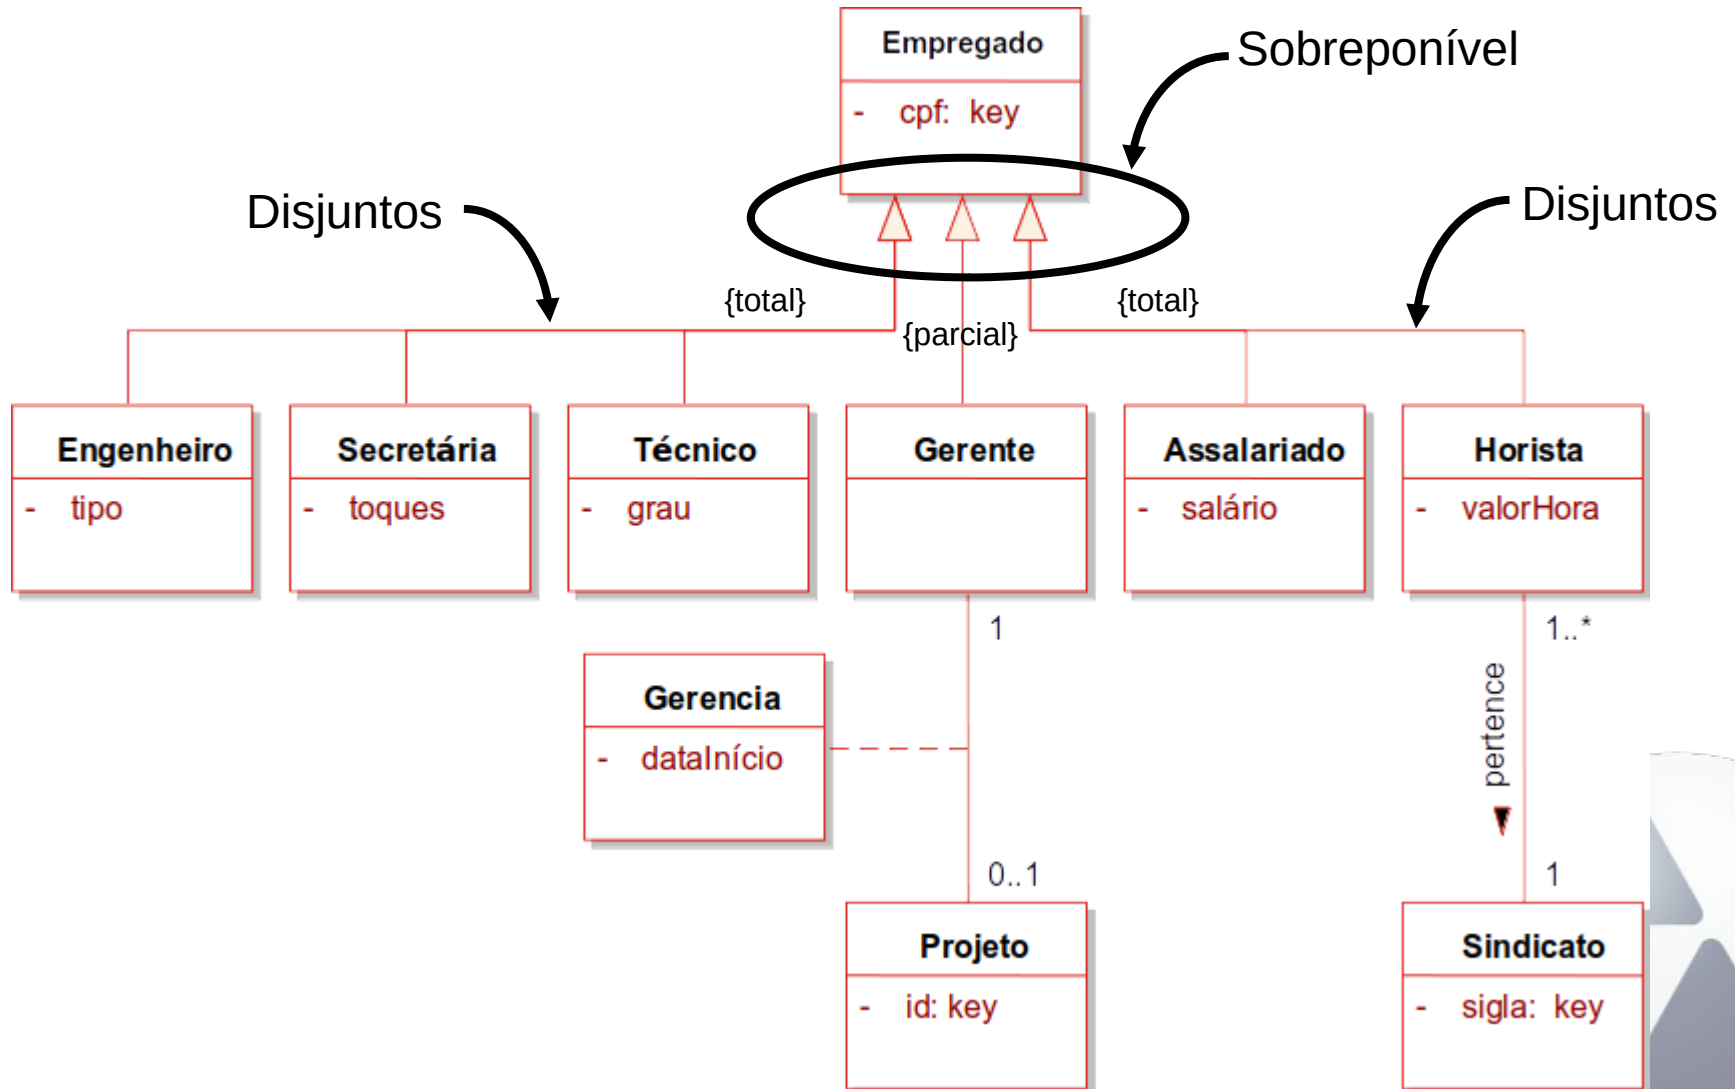 Empregado
- cpf: key
Sobreponível
Disjuntos
Disjuntos
{total}
{parcial}
{total}
Engenheiro
- tipo
Secretária
- toques
Técnico
- grau
Gerente
Assalariado
- salário
Horista
- valorHora
1
1..*
Gerencia
- dataInício
pertence
0..1
1
Projeto
- id: key
Sindicato
- sigla: key